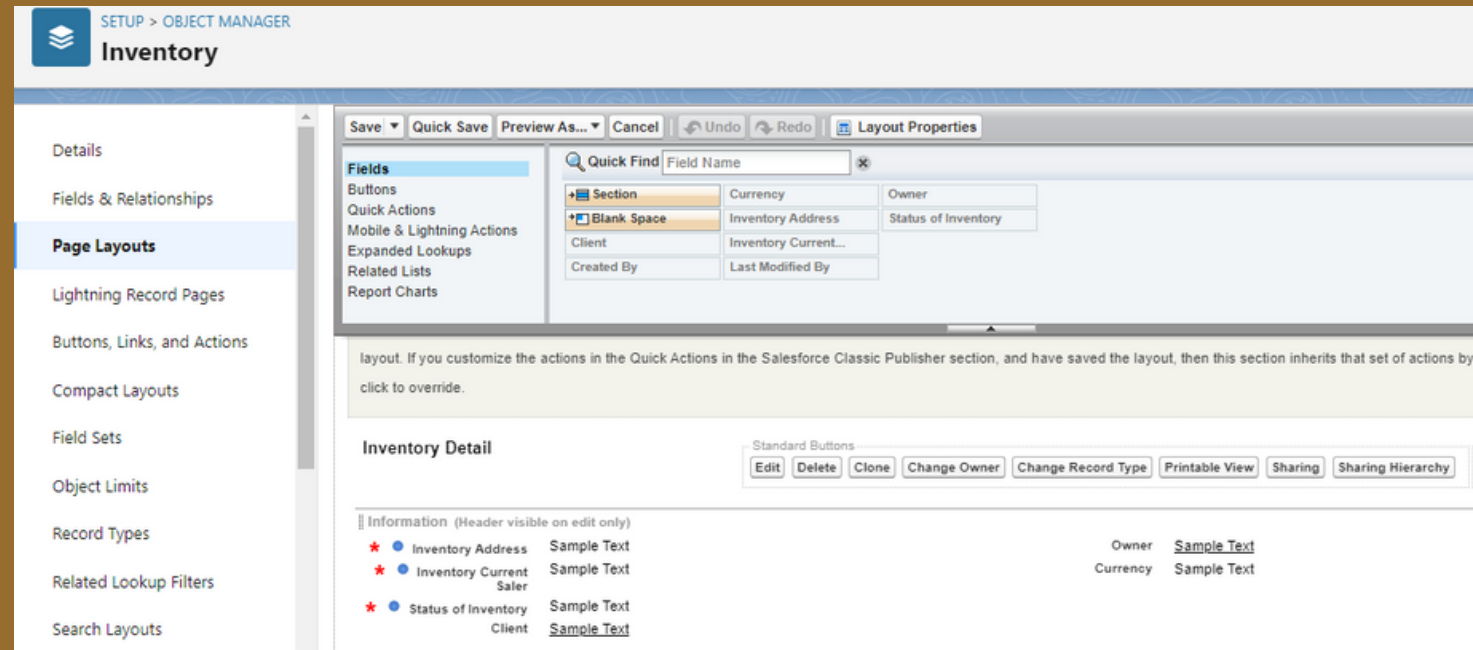 SETUP > OBJECT MANAGER
Inventory
Details
Fields & Relationships
Page Layouts
Lightning Record Pages
Buttons, Links, and Actions
Compact Layouts
Field Sets
Object Limits
Record Types
Related Lookup Filters
Search Layouts
Save Quick Save Preview As... Cancel Undo Redo Layout Properties
Fields
Buttons
Quick Actions
Mobile & Lightning Actions
Expanded Lookups
Related Lists
Report Charts
Quick Find Field Name
Section Currency Owner
Blank Space Inventory Address Status of Inventory
Client Inventory Current...
Created By Last Modified By
layout. If you customize the actions in the Quick Actions in the Salesforce Classic Publisher section, and have saved the layout, then this section inherits that set of actions by
click to override.
Inventory Detail
Standard Buttons
Edit Delete Clone Change Owner Change Record Type Printable View Sharing Sharing Hierarchy
Information (Header visible on edit only)
* Inventory Address Sample Text Owner Sample Text
* Inventory Current Sample Text Currency Sample Text
Saler
* Status of Inventory Sample Text
Client Sample Text